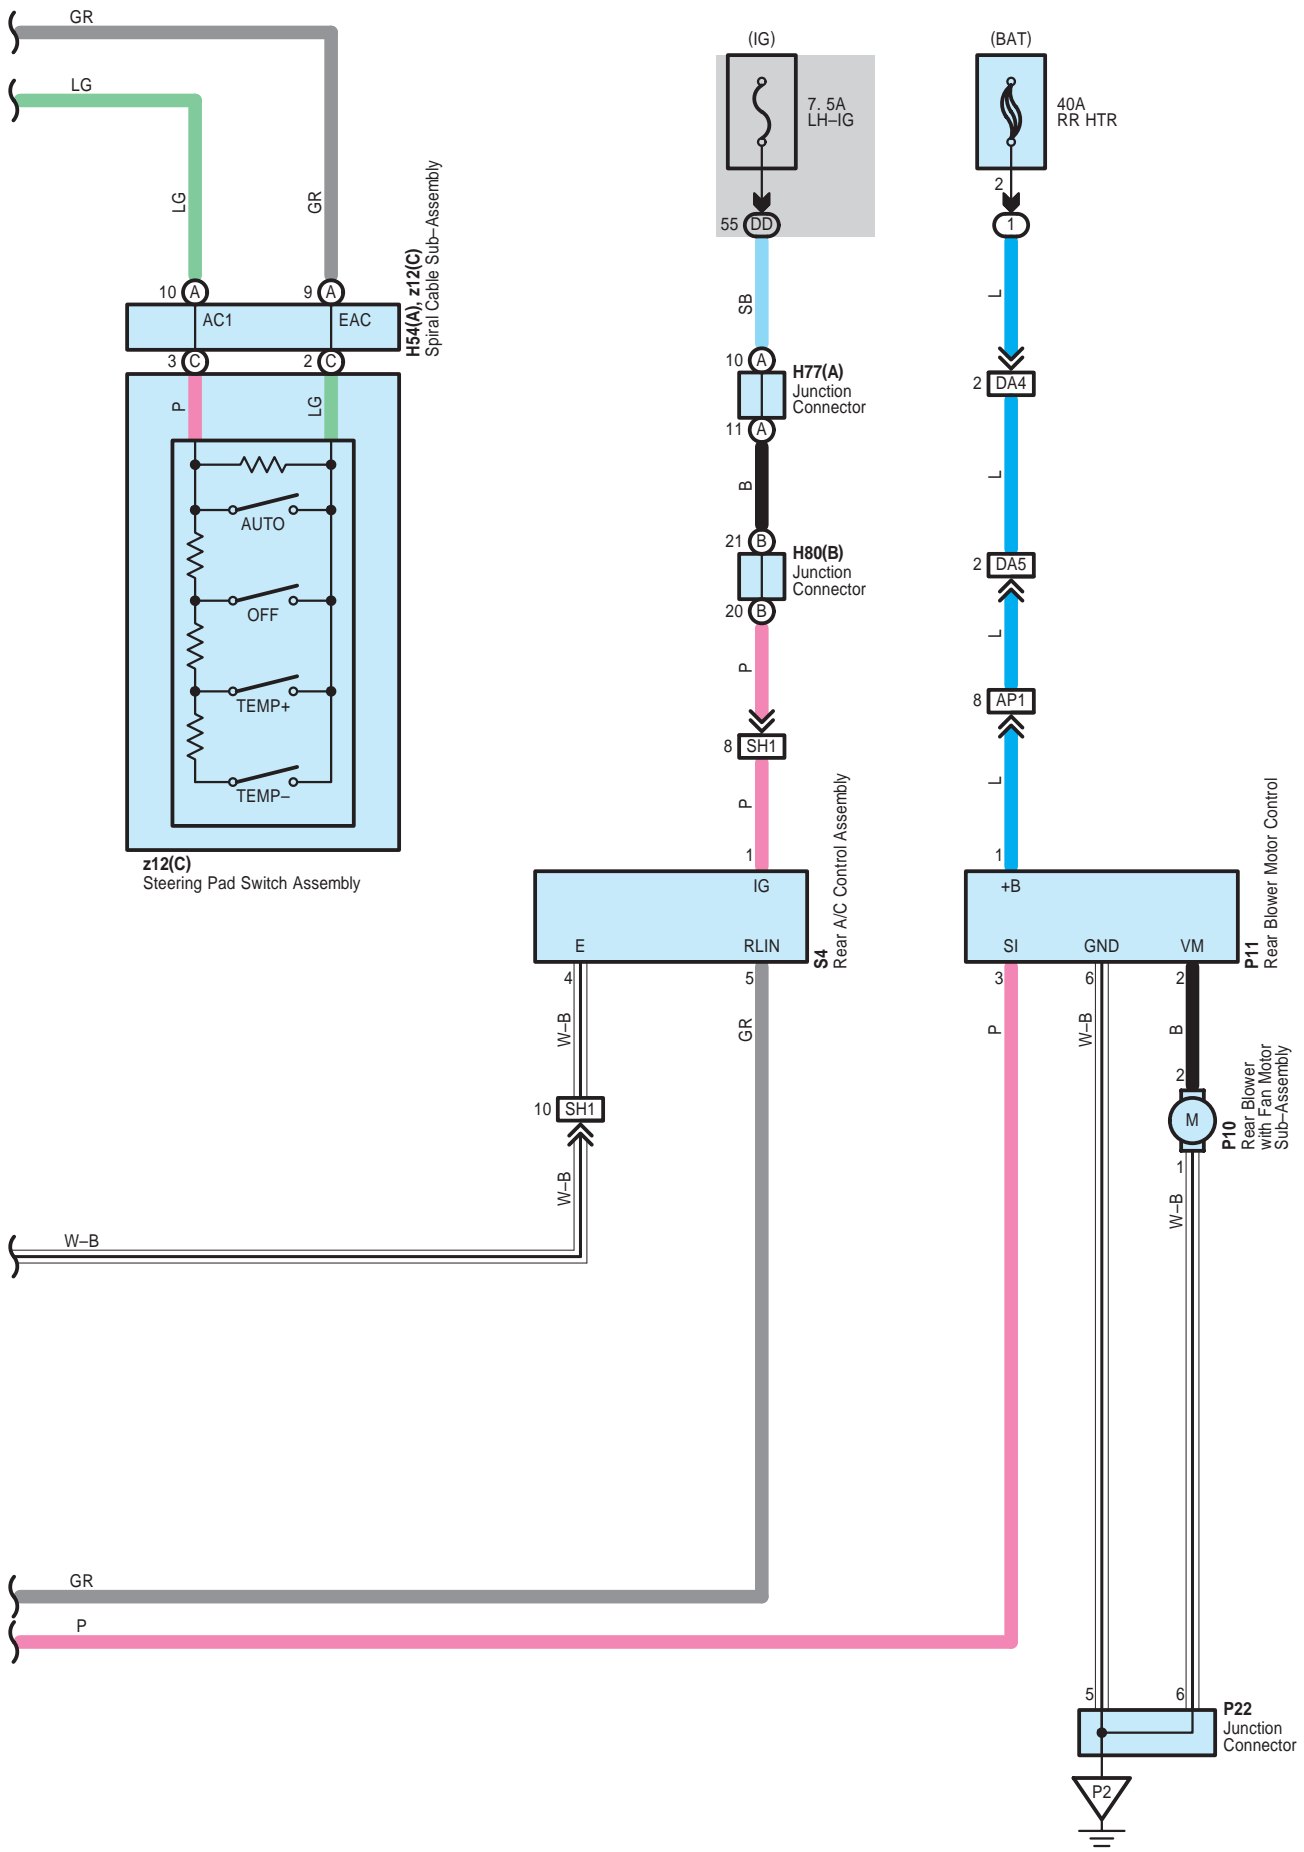 GR
LG
LG
GR
10 A
9 A
AC1
EAC
H54(A), z12(C)
Spiral Cable Sub–Assembly
3 C
2 C
P
LG
AUTO
OFF
TEMP+
TEMP–
z12(C)
Steering Pad Switch Assembly
(IG)
7. 5A
LH–IG
55 DD
SB
10 A
H77(A)
Junction
Connector
11 A
B
21 B
H80(B)
Junction
Connector
20 B
P
8 SH1
P
1
IG
E
RLIN
S4
Rear A/C Control Assembly
4
5
W–B
GR
10 SH1
W–B
W–B
GR
P
(BAT)
40A
RR HTR
2
1
L
2 DA4
L
2 DA5
L
8 AP1
L
1
+B
SI
GND
VM
P11
Rear Blower Motor Control
3
6
2
P
W–B
B
2
M
P10
Rear Blower
with Fan Motor
Sub–Assembly
1
W–B
5
6
P22
Junction
Connector
P2